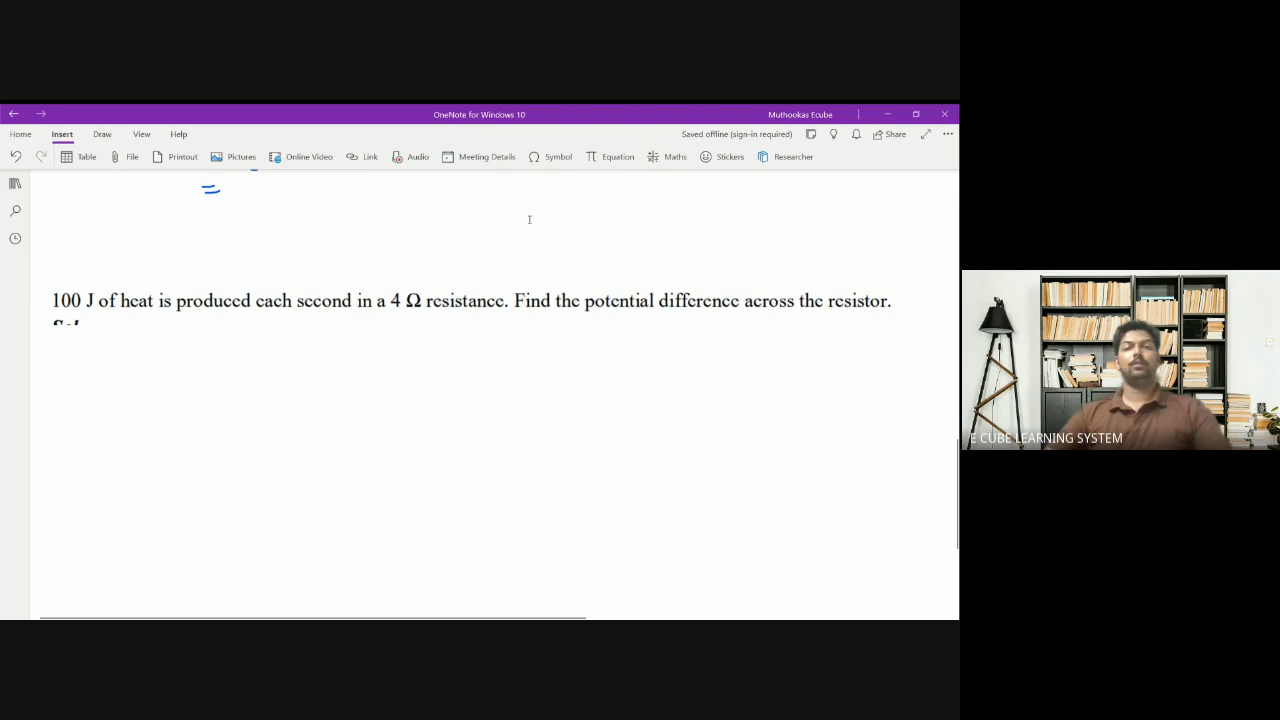 OneNote for Windows 10
Muthookas Ecube
Home Insert Draw View Help
Saved offline (sign-in required) Share
Table File Printout Pictures Online Video Link Audio Meeting Details Symbol Equation Maths Stickers Researcher
=
100 J of heat is produced each second in a 4 Ω resistance. Find the potential difference across the resistor.
E CUBE LEARNING SYSTEM